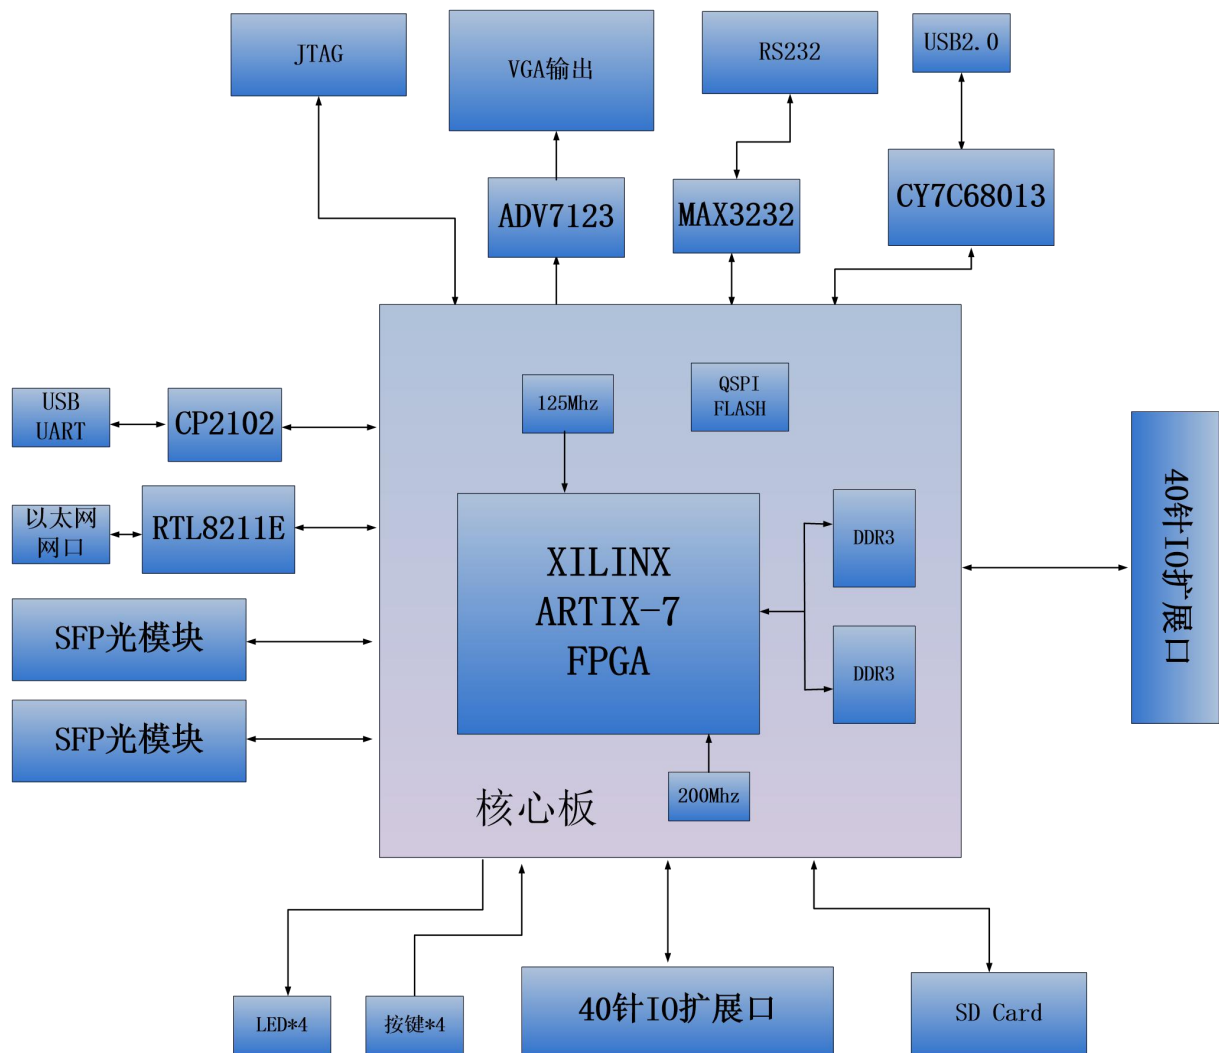 JTAG
VGA输出
RS232
USB2.0
ADV7123
MAX3232
CY7C68013
USB
UART
CP2102
125Mhz
QSPI
FLASH
以太网
网口
RTL8211E
XILINX
ARTIX-7
FPGA
DDR3
DDR3
40针IO扩展口
SFP光模块
SFP光模块
200Mhz
核心板
LED*4
按键*4
40针IO扩展口
SD Card